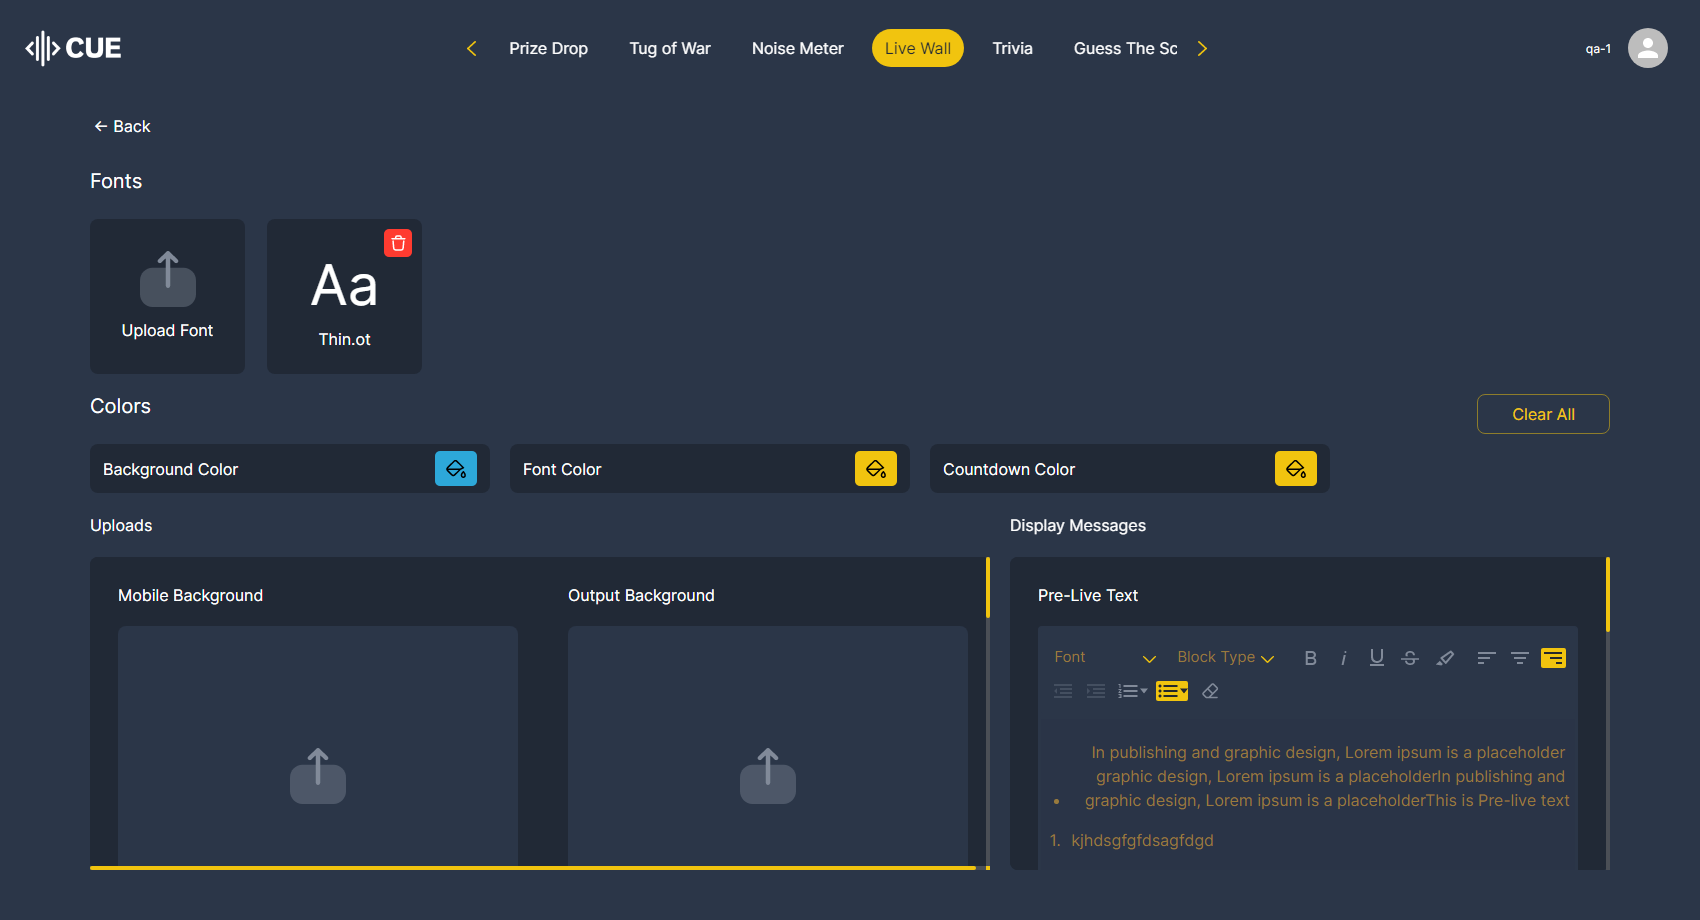 CUE
Prize Drop
Tug of War
Noise Meter
Live Wall
Trivia
Guess The Sc
qa-1
Back
Fonts
Upload Font
Aa
Thin.ot
Colors
Clear All
Background Color
Font Color
Countdown Color
Uploads
Display Messages
Mobile Background
Output Background
Pre-Live Text
Font
Block Type
B
i
U
S
In publishing and graphic design, Lorem ipsum is a placeholder
graphic design, Lorem ipsum is a placeholderIn publishing and
• graphic design, Lorem ipsum is a placeholderThis is Pre-live text
1. kjhdsgfgfdsagfdgd